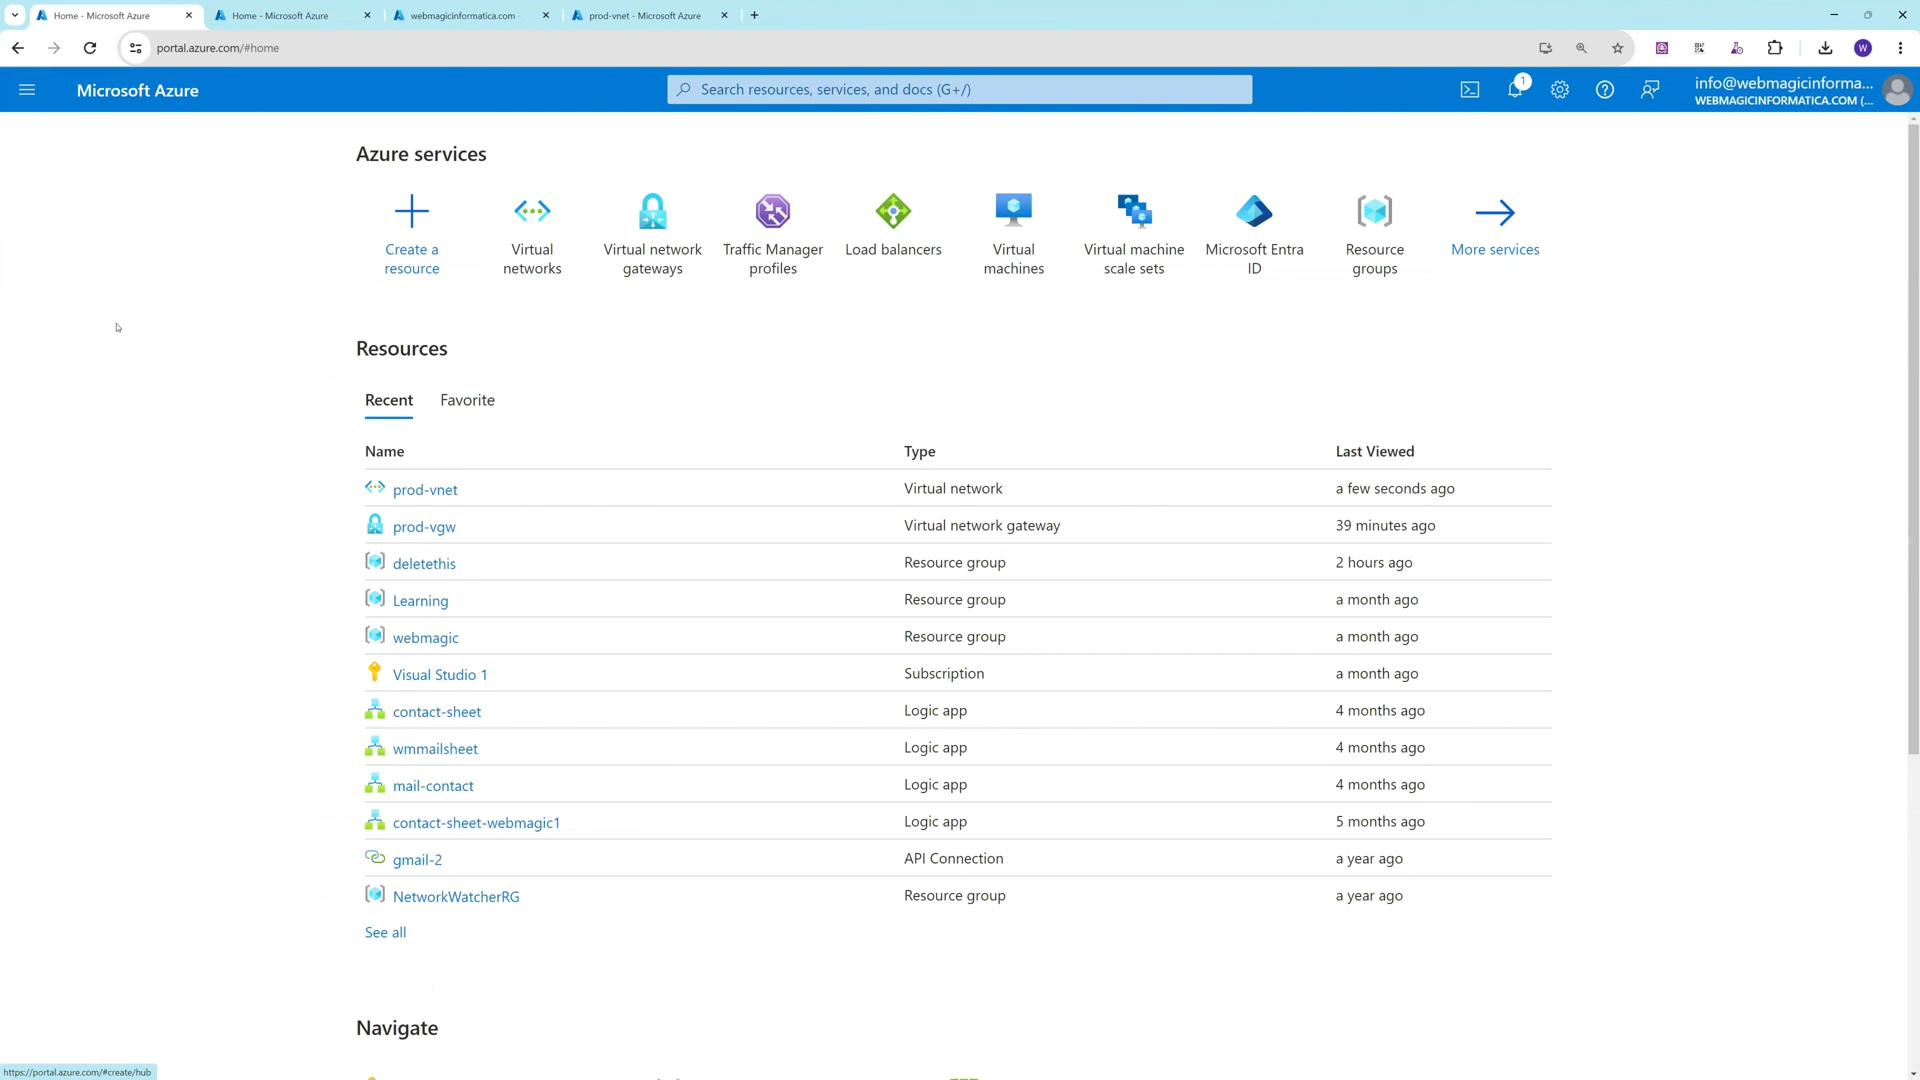 Home - Microsoft Azure
Home - Microsoft Azure
webmagicinformatica.com -
prod-vnet - Microsoft Azure
portal.azure.com/#home
W
Microsoft Azure
Search resources, services, and docs (G+/)
1
info@webmagicinforma...
WEBMAGICINFORMATICA.COM (...
Azure services
Create a resource
Virtual networks
Virtual network gateways
Traffic Manager profiles
Load balancers
Virtual machines
Virtual machine scale sets
Microsoft Entra ID
Resource groups
More services
Resources
Recent Favorite
Name Type Last Viewed
prod-vnet Virtual network a few seconds ago
prod-vgw Virtual network gateway 39 minutes ago
deletethis Resource group 2 hours ago
Learning Resource group a month ago
webmagic Resource group a month ago
Visual Studio 1 Subscription a month ago
contact-sheet Logic app 4 months ago
wmmailsheet Logic app 4 months ago
mail-contact Logic app 4 months ago
contact-sheet-webmagic1 Logic app 5 months ago
gmail-2 API Connection a year ago
NetworkWatcherRG Resource group a year ago
See all
Navigate
https://portal.azure.com/#create/hub